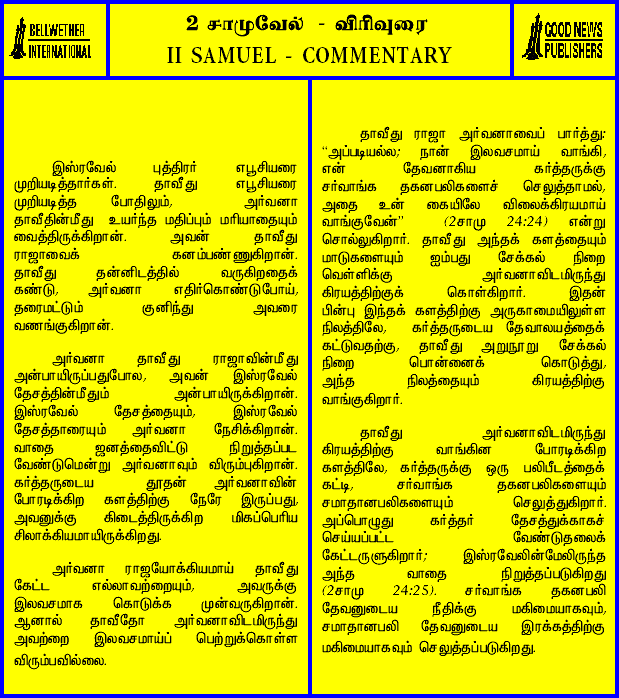 BELLWETHER
INTERNATIONAL
2 சாமுவேல் - விரிவுரை
II SAMUEL - COMMENTARY
GOOD NEWS
PUBLISHERS
இஸ்ரவேல் புத்திரர் எபூசியரை
முறியடித்தார்கள். தாவீது எபூசியரை
முறியடித்த போதிலும், அர்வனா
தாவீதின்மீது உயர்ந்த மதிப்பும் மரியாதையும்
வைத்திருக்கிறான். அவன் தாவீது
ராஜாவைக் கனம்பண்ணுகிறான்.
தாவீது தன்னிடத்தில் வருகிறதைக்
கண்டு, அர்வனா எதிர்கொண்டுபோய்,
தரைமட்டும் குனிந்து அவரை
வணங்குகிறான்.
அர்வனா தாவீது ராஜாவின்மீது
அன்பாயிருப்பதுபோல, அவன் இஸ்ரவேல்
தேசத்தின்மீதும் அன்பாயிருக்கிறான்.
இஸ்ரவேல் தேசத்தையும், இஸ்ரவேல்
தேசத்தாரையும் அர்வனா நேசிக்கிறான்.
வாதை ஜனத்தைவிட்டு நிறுத்தப்பட
வேண்டுமென்று அர்வனாவும் விரும்புகிறான்.
கர்த்தருடைய தூதன் அர்வனாவின்
போரடிக்கிற களத்திற்கு நேரே இருப்பது,
அவனுக்கு கிடைத்திருக்கிற மிகப்பெரிய
சிலாக்கியமாயிருக்கிறது.
அர்வனா ராஜயோக்கியமாய் தாவீது
கேட்ட எல்லாவற்றையும், அவருக்கு
இலவசமாக கொடுக்க முன்வருகிறான்.
ஆனால் தாவீதோ அர்வனாவிடமிருந்து
அவற்றை இலவசமாய்ப் பெற்றுக்கொள்ள
விரும்பவில்லை.
தாவீது ராஜா அர்வனாவைப் பார்த்து:
“அப்படியல்ல; நான் இலவசமாய் வாங்கி,
என் தேவனாகிய கர்த்தருக்கு
சர்வாங்க தகனபலிகளைச் செலுத்தாமல்,
அதை உன் கையிலே விலைக்கிரயமாய்
வாங்குவேன்” (2சாமு 24:24) என்று
சொல்லுகிறார். தாவீது அந்தக் களத்தையும்
மாடுகளையும் ஐம்பது சேக்கல் நிறை
வெள்ளிக்கு அர்வனாவிடமிருந்து
கிரயத்திற்குக் கொள்கிறார். இதன்
பின்பு இந்தக் களத்திற்கு அருகாமையிலுள்ள
நிலத்திலே, கர்த்தருடைய தேவாலயத்தைக்
கட்டுவதற்கு, தாவீது அறுநூறு சேக்கல்
நிறை பொன்னைக் கொடுத்து,
அந்த நிலத்தையும் கிரயத்திற்கு
வாங்குகிறார்.
தாவீது அர்வனாவிடமிருந்து
கிரயத்திற்கு வாங்கின போரடிக்கிற
களத்திலே, கர்த்தருக்கு ஒரு பலிபீடத்தைக்
கட்டி, சர்வாங்க தகனபலிகளையும்
சமாதானபலிகளையும் செலுத்துகிறார்.
அப்பொழுது கர்த்தர் தேசத்துக்காகச்
செய்யப்பட்ட வேண்டுதலைக்
கேட்டருளுகிறார்; இஸ்ரவேலின்மேலிருந்த
அந்த வாதை நிறுத்தப்படுகிறது
(2சாமு 24:25). சர்வாங்க தகனபலி
தேவனுடைய நீதிக்கு மகிமையாகவும்,
சமாதானபலி தேவனுடைய இரக்கத்திற்கு
மகிமையாகவும் செலுத்தப்படுகிறது.